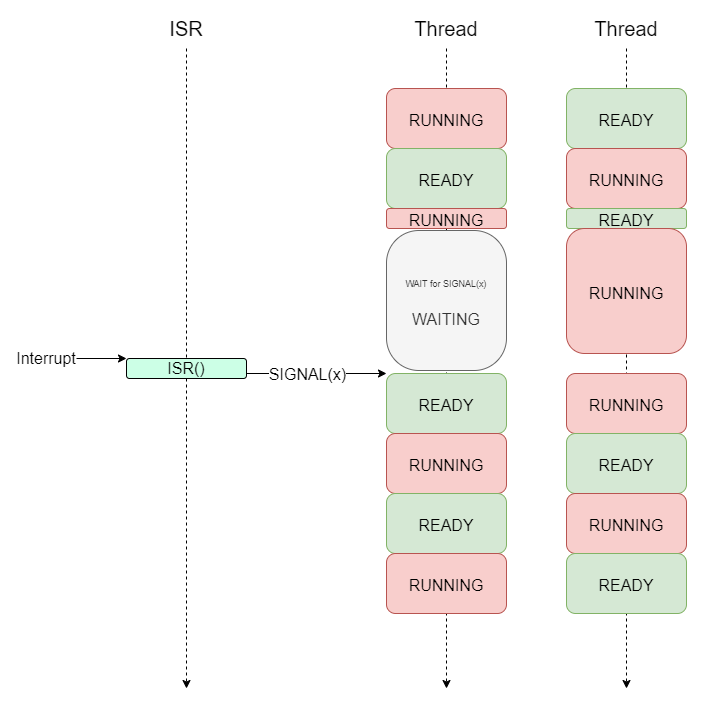 ISR Thread Thread
RUNNING READY
READY RUNNING
RUNNING READY
WAIT for SIGNAL(x)
RUNNING
WAITING
Interrupt
ISR()
SIGNAL(x)
READY RUNNING
RUNNING READY
READY RUNNING
RUNNING READY